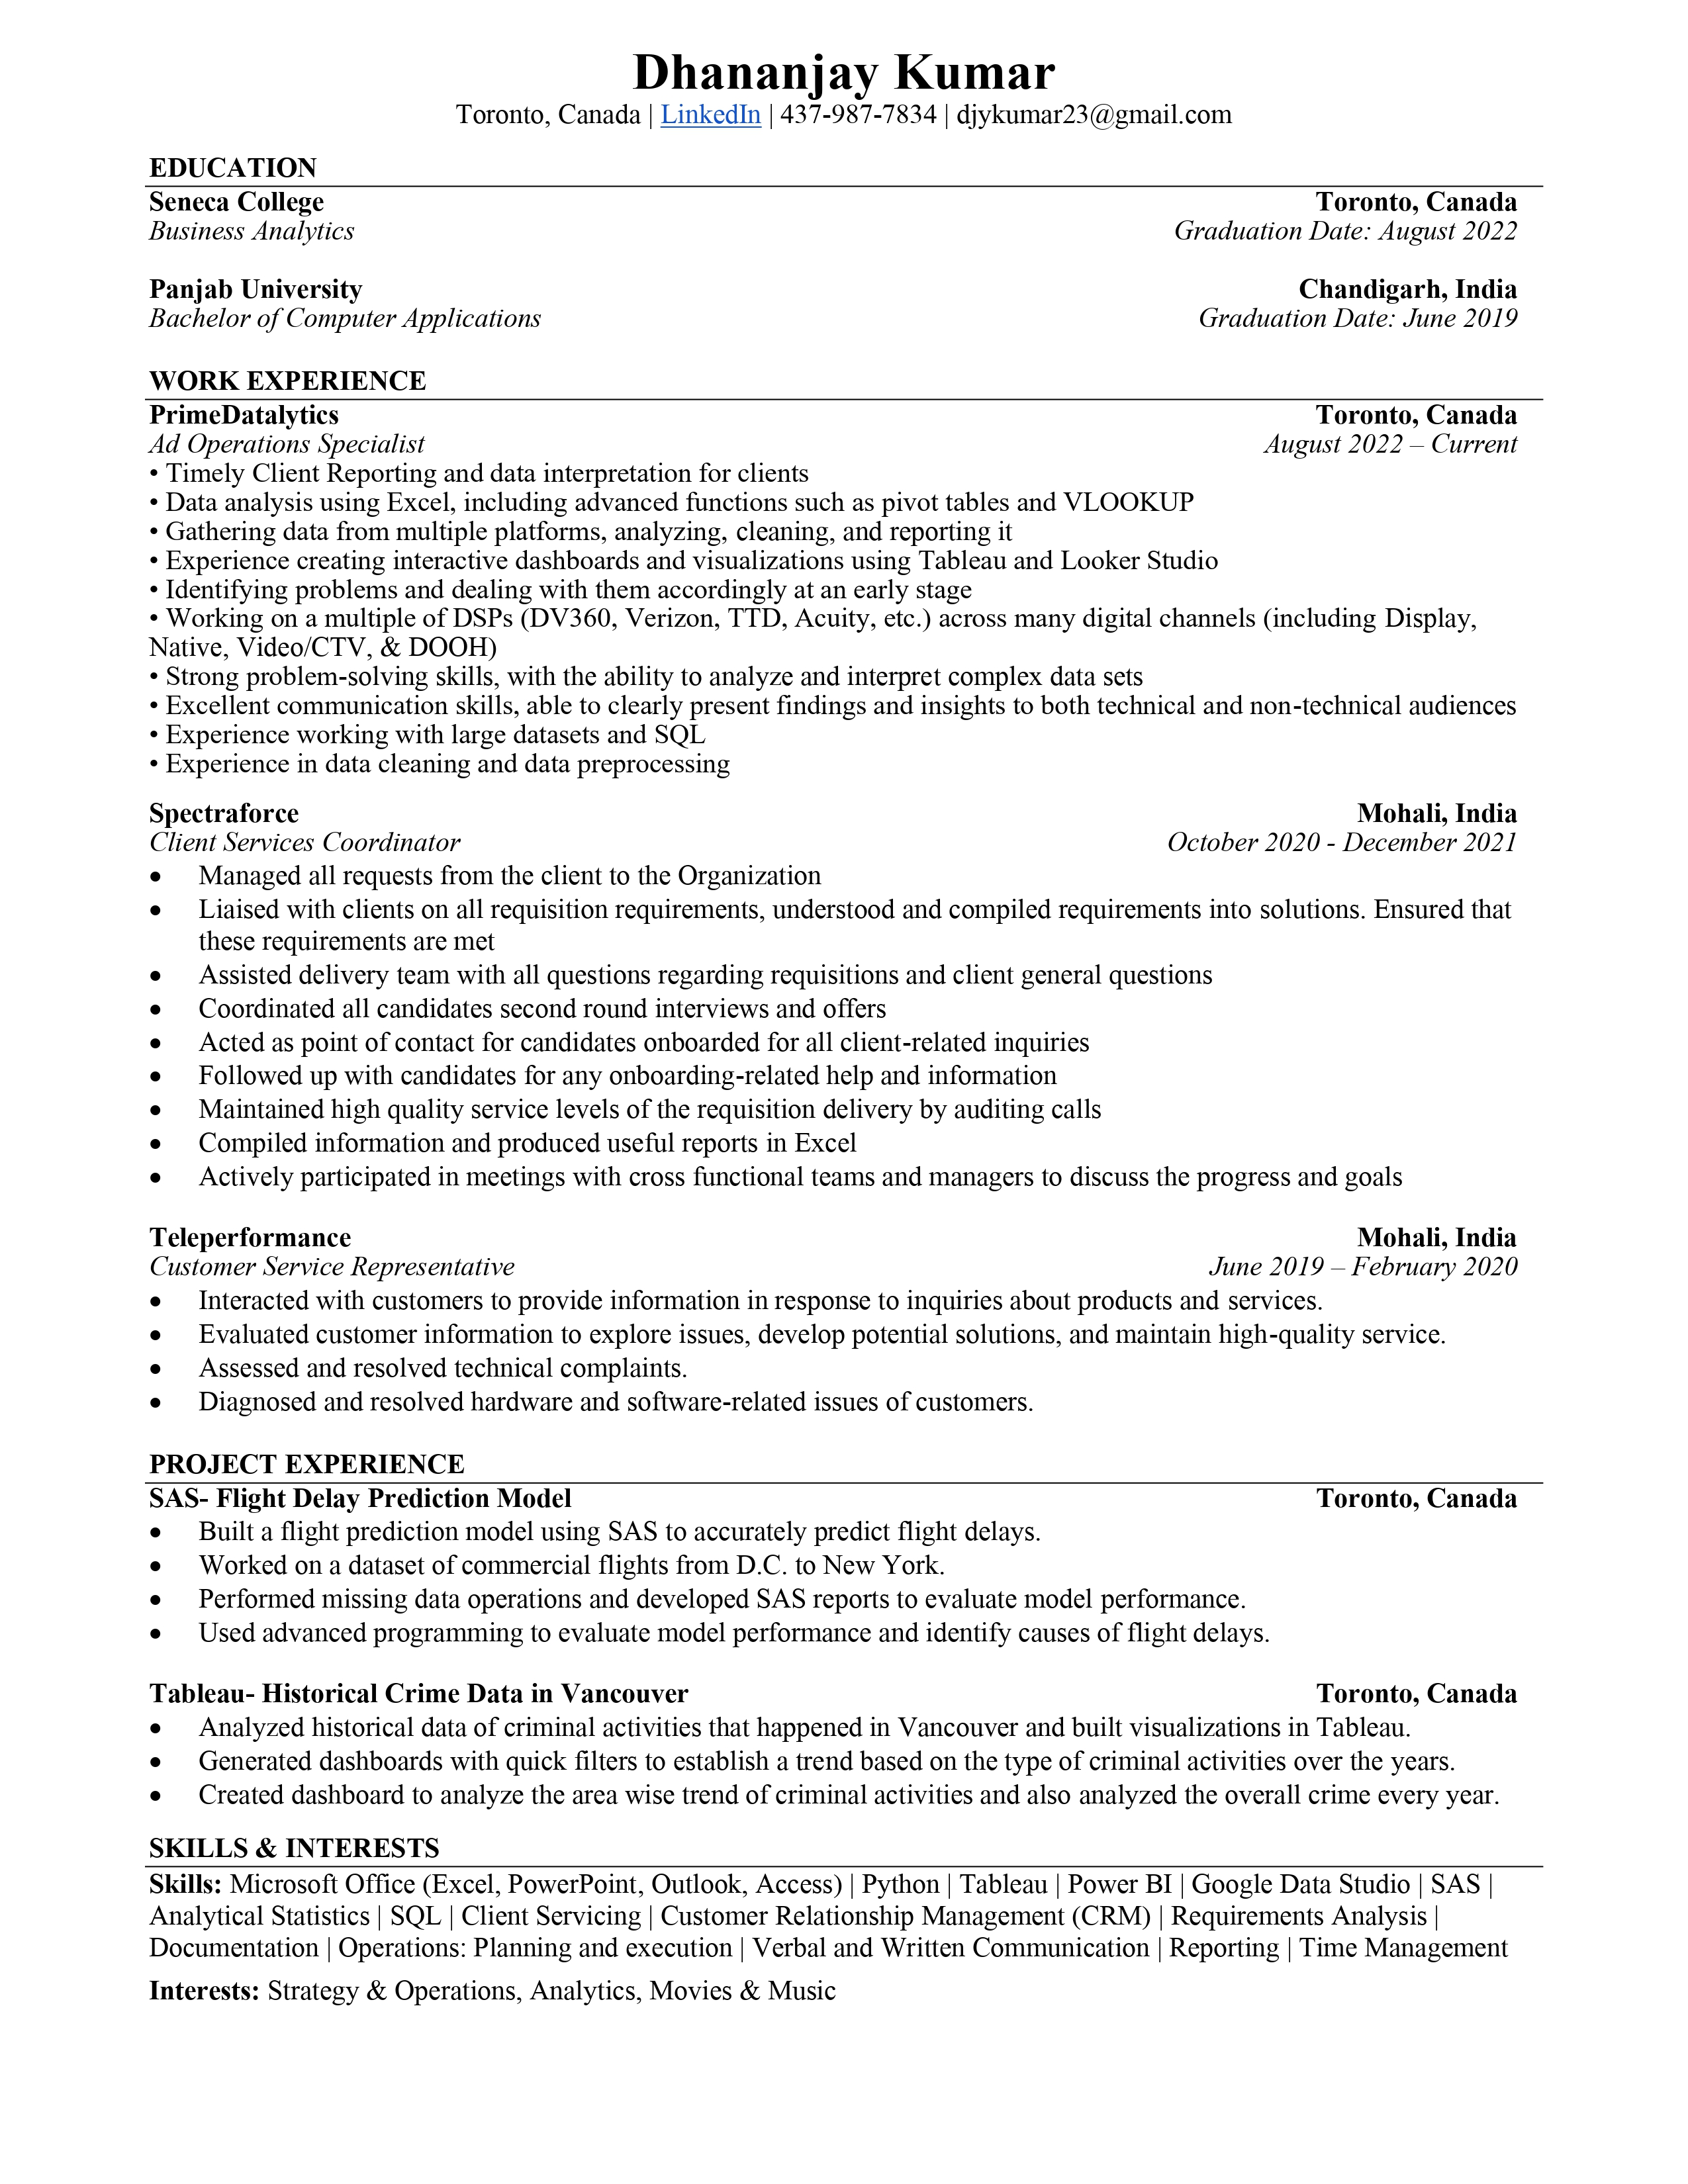 Dhananjay Kumar
Toronto, Canada | LinkedIn | 437-987-7834 | djykumar23@gmail.com
EDUCATION
Seneca College Toronto, Canada
Business Analytics Graduation Date: August 2022
Panjab University Chandigarh, India
Bachelor of Computer Applications Graduation Date: June 2019
WORK EXPERIENCE
PrimeDatalytics Toronto, Canada
Ad Operations Specialist August 2022 – Current
• Timely Client Reporting and data interpretation for clients
• Data analysis using Excel, including advanced functions such as pivot tables and VLOOKUP
• Gathering data from multiple platforms, analyzing, cleaning, and reporting it
• Experience creating interactive dashboards and visualizations using Tableau and Looker Studio
• Identifying problems and dealing with them accordingly at an early stage
• Working on a multiple of DSPs (DV360, Verizon, TTD, Acuity, etc.) across many digital channels (including Display,
Native, Video/CTV, & DOOH)
• Strong problem-solving skills, with the ability to analyze and interpret complex data sets
• Excellent communication skills, able to clearly present findings and insights to both technical and non-technical audiences
• Experience working with large datasets and SQL
• Experience in data cleaning and data preprocessing
Spectraforce Mohali, India
Client Services Coordinator October 2020 - December 2021
• Managed all requests from the client to the Organization
• Liaised with clients on all requisition requirements, understood and compiled requirements into solutions. Ensured that
these requirements are met
• Assisted delivery team with all questions regarding requisitions and client general questions
• Coordinated all candidates second round interviews and offers
• Acted as point of contact for candidates onboarded for all client-related inquiries
• Followed up with candidates for any onboarding-related help and information
• Maintained high quality service levels of the requisition delivery by auditing calls
• Compiled information and produced useful reports in Excel
• Actively participated in meetings with cross functional teams and managers to discuss the progress and goals
Teleperformance Mohali, India
Customer Service Representative June 2019 – February 2020
• Interacted with customers to provide information in response to inquiries about products and services.
• Evaluated customer information to explore issues, develop potential solutions, and maintain high-quality service.
• Assessed and resolved technical complaints.
• Diagnosed and resolved hardware and software-related issues of customers.
PROJECT EXPERIENCE
SAS- Flight Delay Prediction Model Toronto, Canada
• Built a flight prediction model using SAS to accurately predict flight delays.
• Worked on a dataset of commercial flights from D.C. to New York.
• Performed missing data operations and developed SAS reports to evaluate model performance.
• Used advanced programming to evaluate model performance and identify causes of flight delays.
Tableau- Historical Crime Data in Vancouver Toronto, Canada
• Analyzed historical data of criminal activities that happened in Vancouver and built visualizations in Tableau.
• Generated dashboards with quick filters to establish a trend based on the type of criminal activities over the years.
• Created dashboard to analyze the area wise trend of criminal activities and also analyzed the overall crime every year.
SKILLS & INTERESTS
Skills: Microsoft Office (Excel, PowerPoint, Outlook, Access) | Python | Tableau | Power BI | Google Data Studio | SAS |
Analytical Statistics | SQL | Client Servicing | Customer Relationship Management (CRM) | Requirements Analysis |
Documentation | Operations: Planning and execution | Verbal and Written Communication | Reporting | Time Management
Interests: Strategy & Operations, Analytics, Movies & Music